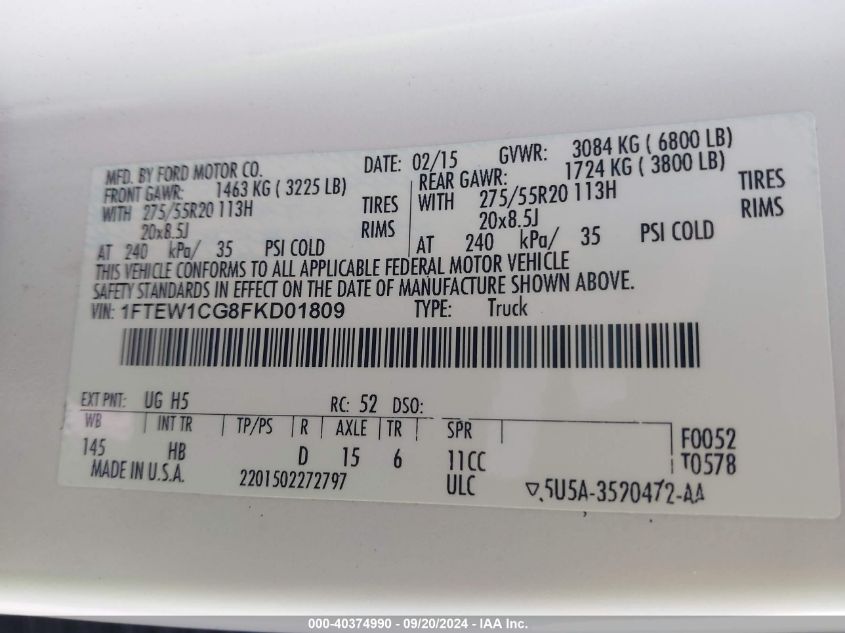 MFD. BY FORD MOTOR CO. DATE: 02/15 GVWR: 3084 KG ( 6800 LB)
FRONT GAWR: 1463 KG ( 3225 LB) REAR GAWR: 1724 KG ( 3800 LB)
WITH 275/55R20 113H TIRES WITH 275/55R20 113H TIRES
20x8.5J RIMS 20x8.5J RIMS
AT 240 kPa/ 35 PSI COLD AT 240 kPa/ 35 PSI COLD
THIS VEHICLE CONFORMS TO ALL APPLICABLE FEDERAL MOTOR VEHICLE
SAFETY STANDARDS IN EFFECT ON THE DATE OF MANUFACTURE SHOWN ABOVE.
VIN: 1FTEW1CG8FKD01809 TYPE: Truck
EXT PNT: UG H5 RC: 52 DSO:
WB INT TR TP/PS R AXLE TR SPR F0052
145 HB D 15 6 11CC T0578
MADE IN U.S.A. 2201502272797 ULC 5U5A-3520472-AA
000-40374990 - 09/20/2024 - IAA Inc.